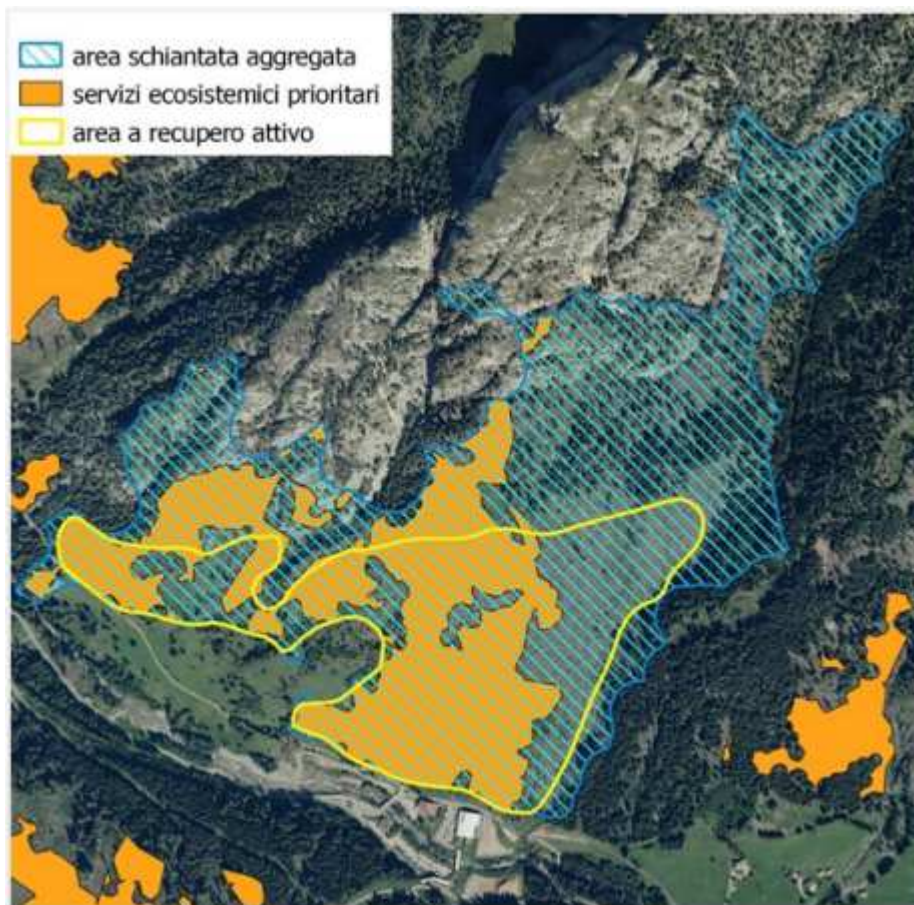 area schiantata aggregata
servizi ecosistemici prioritari
area a recupero attivo